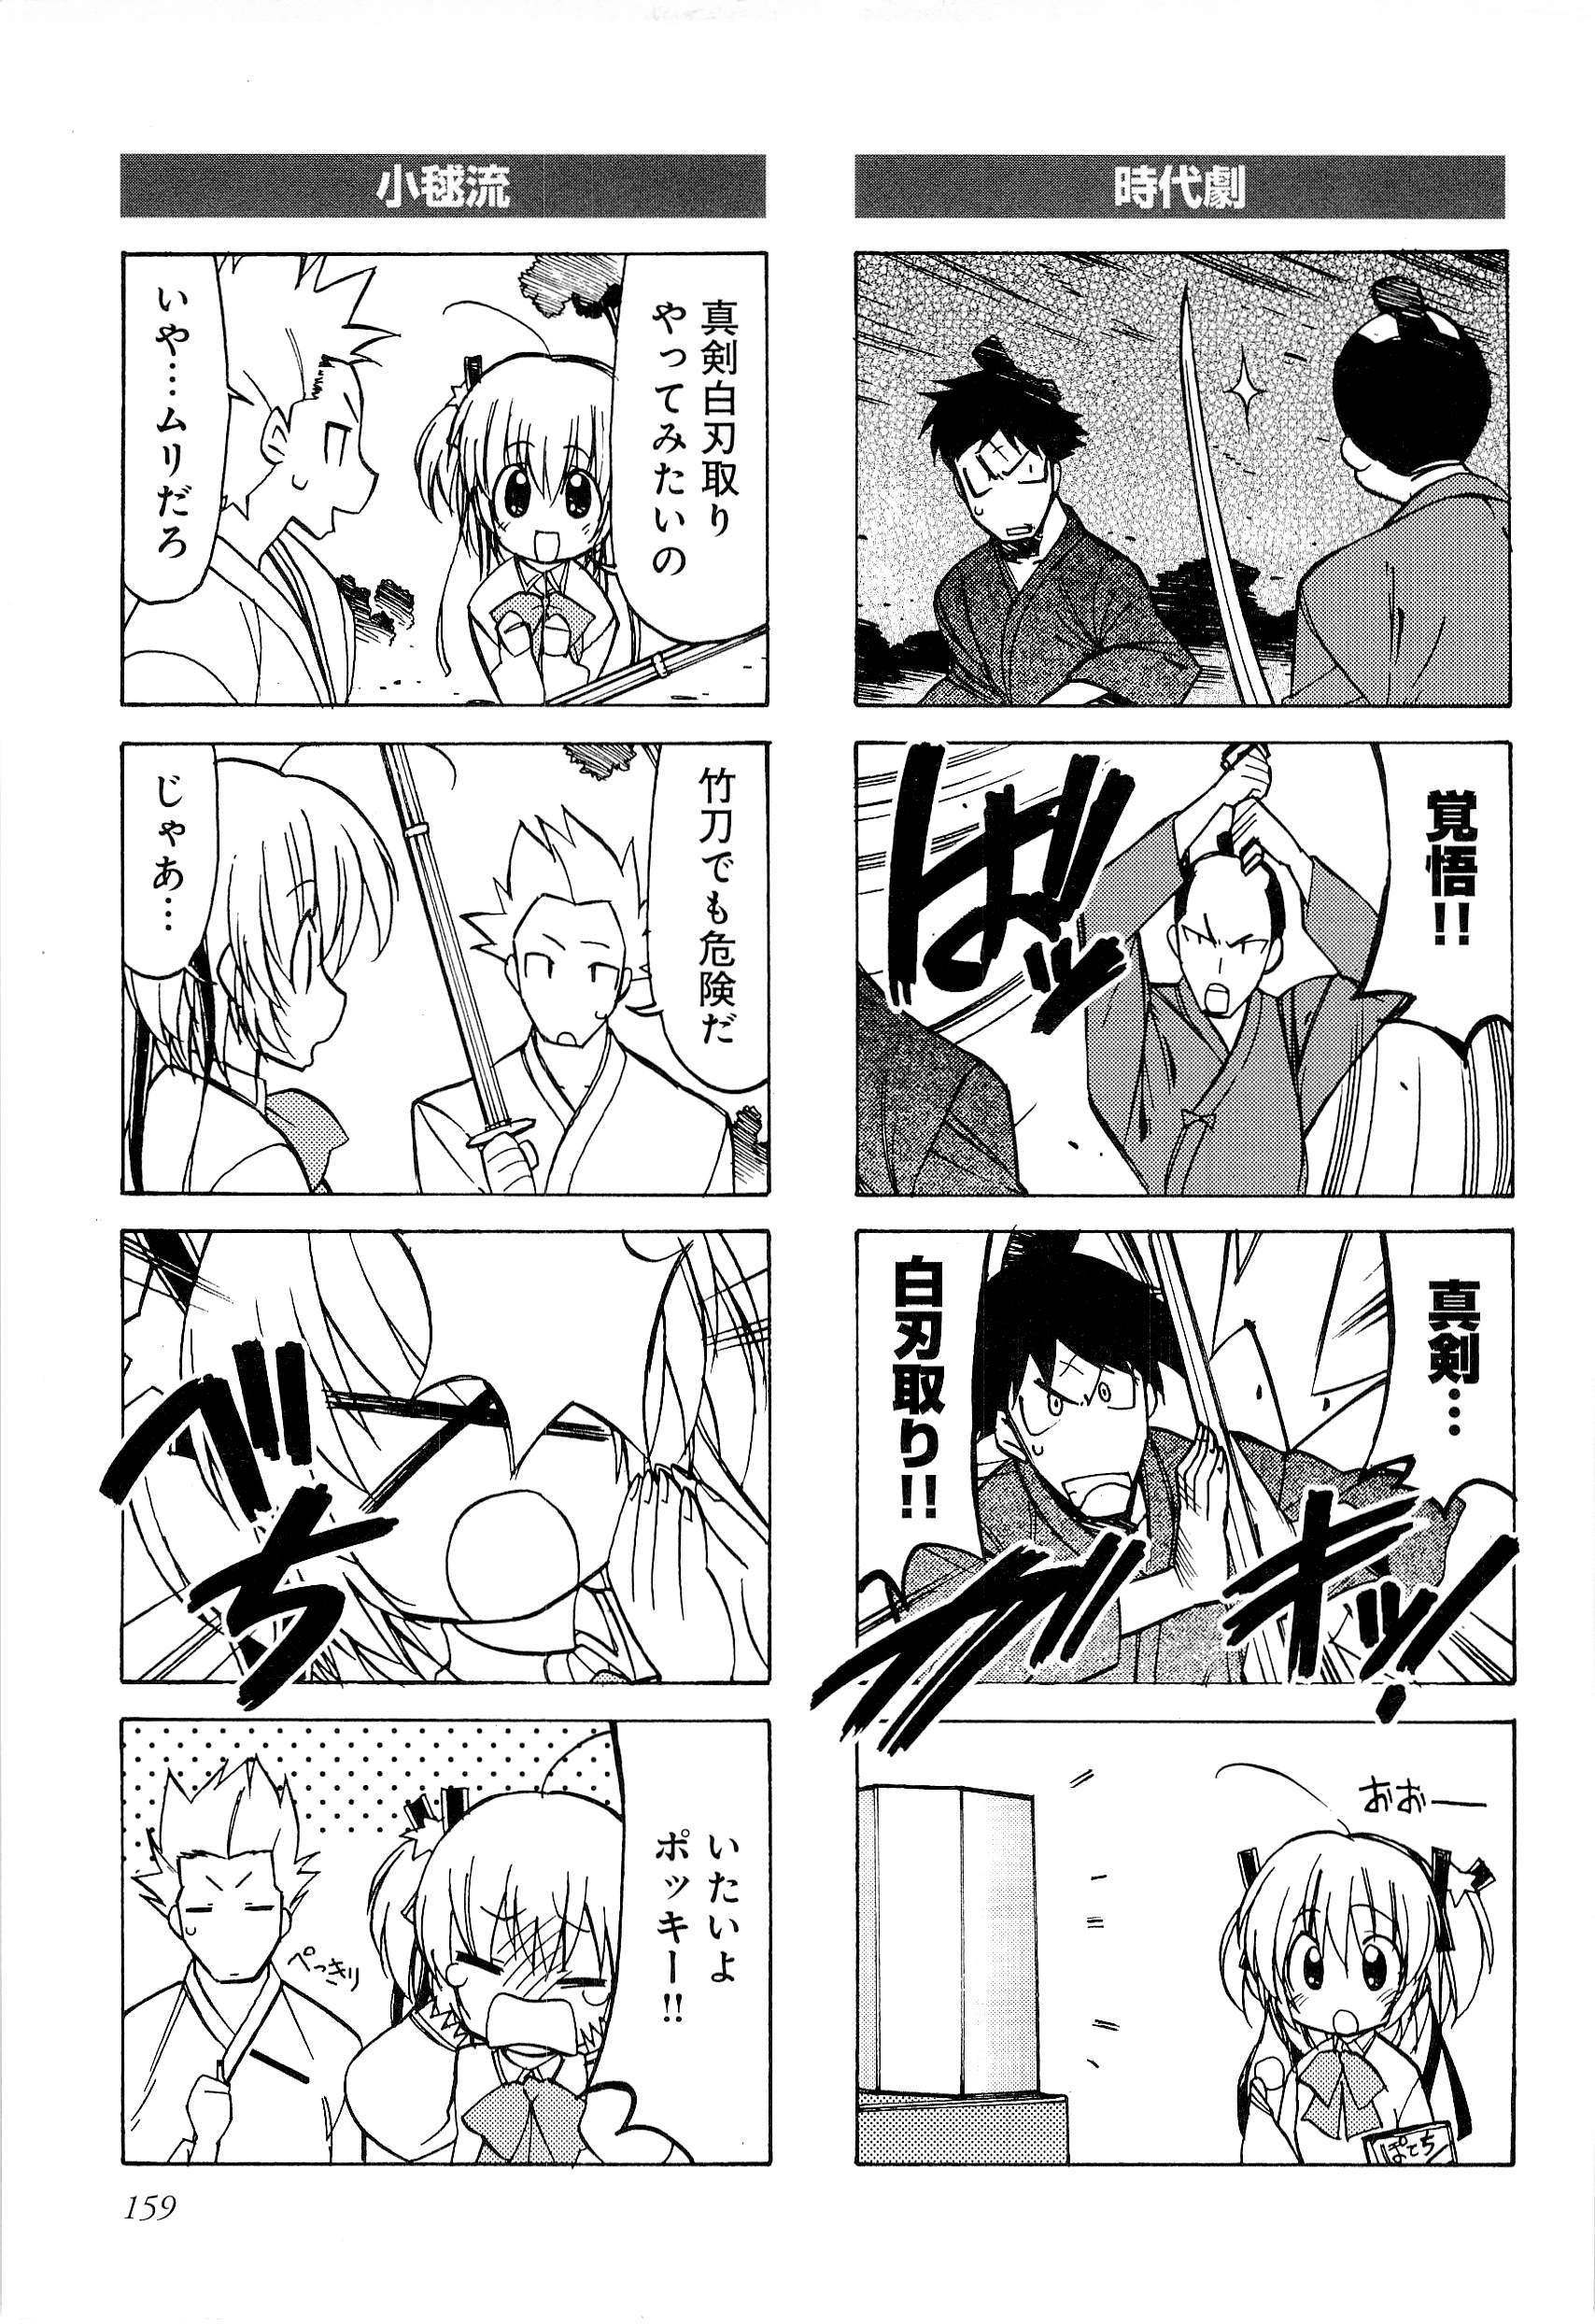 時代劇
覚悟!!
ばッ
真剣…
白刃取り!!
ガキッ!
おおー
ぽてち
小毬流
真剣白刃取り
やってみたいの
いや…ムリだろ
竹刀でも危険だ
じゃあ…
べち
いたいよ
ポッキー!!
ぺっきり
159